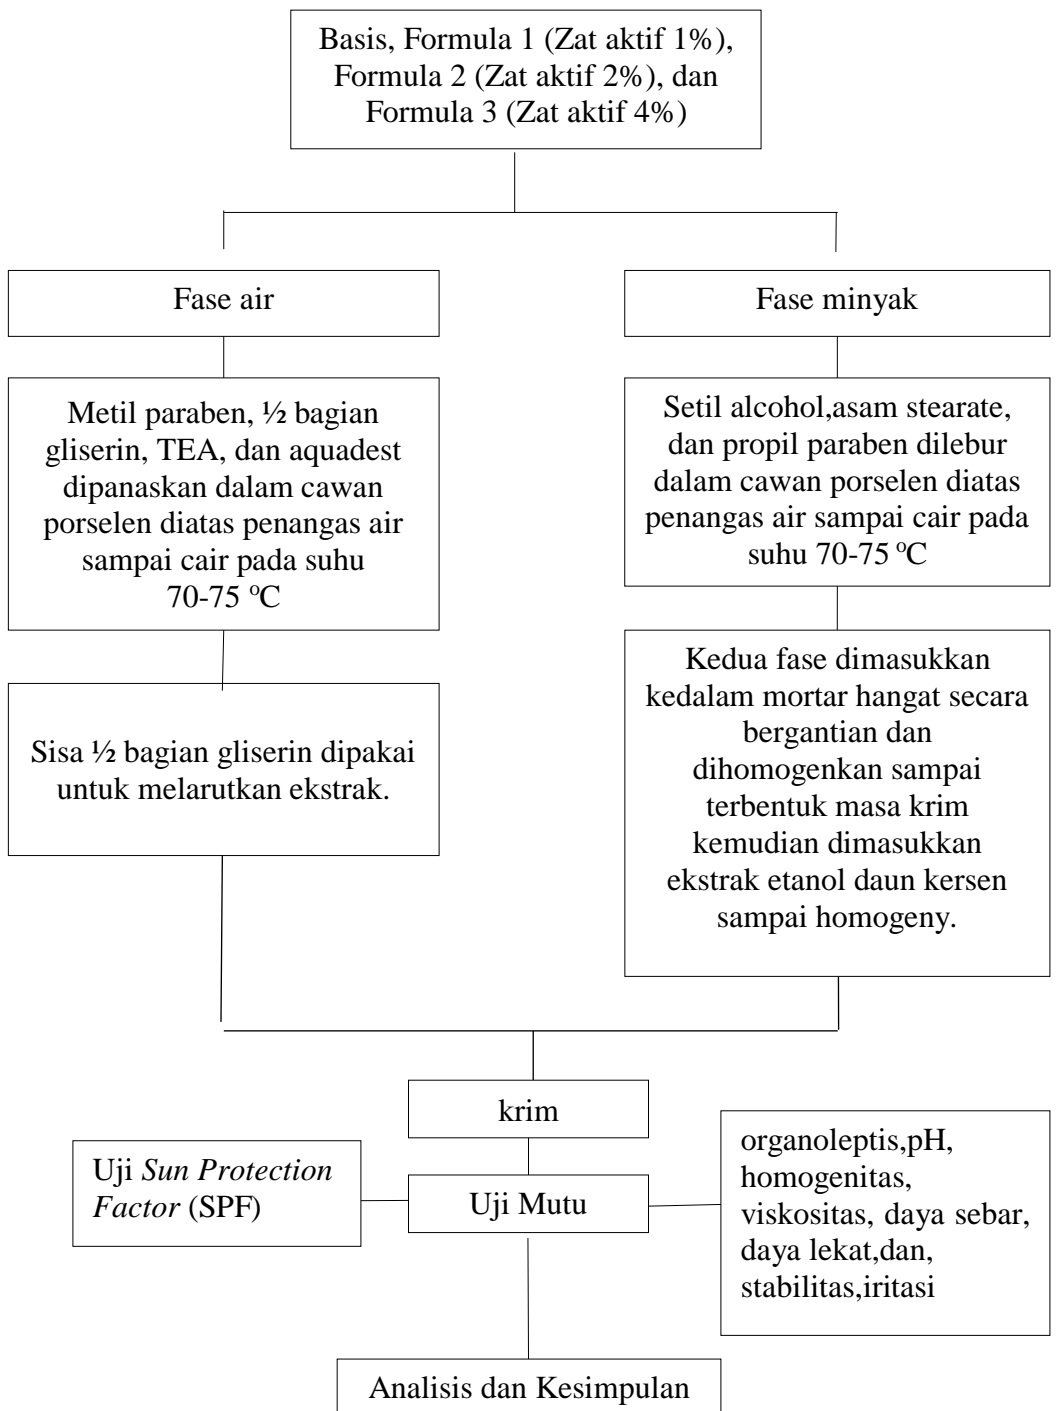 Basis, Formula 1 (Zat aktif 1%),
Formula 2 (Zat aktif 2%), dan
Formula 3 (Zat aktif 4%)
Fase air
Fase minyak
Metil paraben, ½ bagian
gliserin, TEA, dan aquadest
dipanaskan dalam cawan
porselen diatas penangas air
sampai cair pada suhu
70-75 ºC
Setil alcohol,asam stearate,
dan propil paraben dilebur
dalam cawan porselen diatas
penangas air sampai cair pada
suhu 70-75 ºC
Sisa ½ bagian gliserin dipakai
untuk melarutkan ekstrak.
Kedua fase dimasukkan
kedalam mortar hangat secara
bergantian dan
dihomogenkan sampai
terbentuk masa krim
kemudian dimasukkan
ekstrak etanol daun kersen
sampai homogeny.
krim
Uji Sun Protection
Factor (SPF)
Uji Mutu
organoleptis,pH,
homogenitas,
viskositas, daya sebar,
daya lekat,dan,
stabilitas,iritasi
Analisis dan Kesimpulan